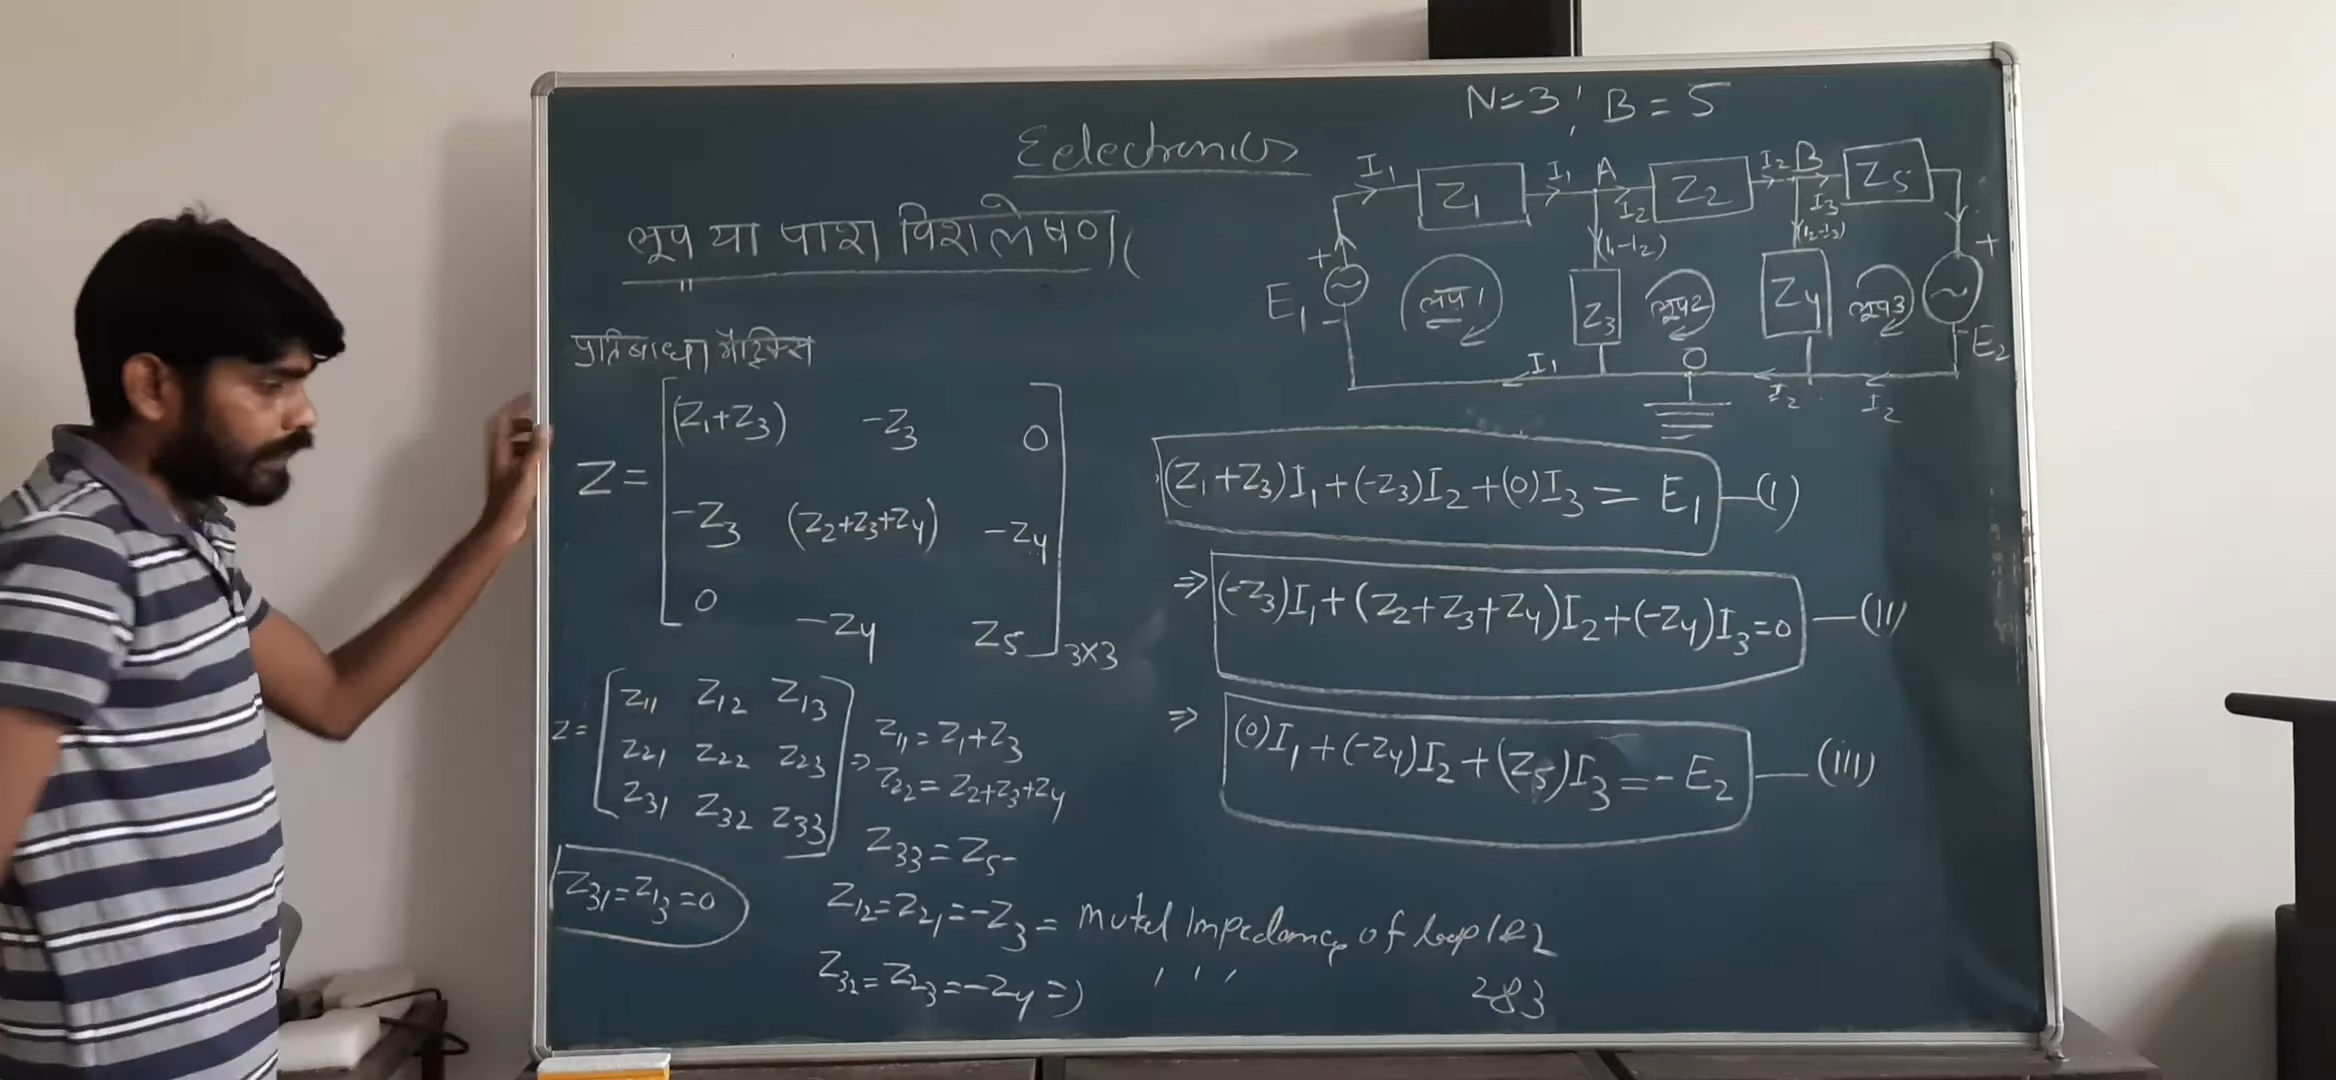 N=3, B=5
Eelectronics
लूप या पाश विश्लेषण(
प्रतिबाधा मैट्रिक्स
Z = [(Z₁+Z₃) -Z₃ 0
-Z₃ (Z₂+Z₃+Z₄) -Z₄
0 -Z₄ Z₅]₃ₓ₃
Z = [Z₁₁ Z₁₂ Z₁₃
Z₂₁ Z₂₂ Z₂₃
Z₃₁ Z₃₂ Z₃₃]
⇒ Z₁₁ = Z₁+Z₃
Z₂₂ = Z₂+Z₃+Z₄
Z₃₃ = Z₅-
Z₃₁ = Z₁₃ = 0
Z₁₂ = Z₂₁ = -Z₃ = mutal Impedance of loop 1&2
Z₃₂ = Z₂₃ = -Z₄ ⇒ ' ' ' 2&3
I₁ Z₁ I₁ A I₂ Z₂ I₂ B I₃ Z₅
(I₁-I₂) (I₂-I₃)
+ +
E₁ लूप1 Z₃ लूप2 Z₄ लूप3
- - E₂
I₁ O I₂ I₂
(Z₁+Z₃)I₁+(-Z₃)I₂+(0)I₃ = E₁ —(I)
⇒ (-Z₃)I₁+(Z₂+Z₃+Z₄)I₂+(-Z₄)I₃=0 —(II)
⇒ (0)I₁+(-Z₄)I₂+(Z₅)I₃=-E₂ —(III)